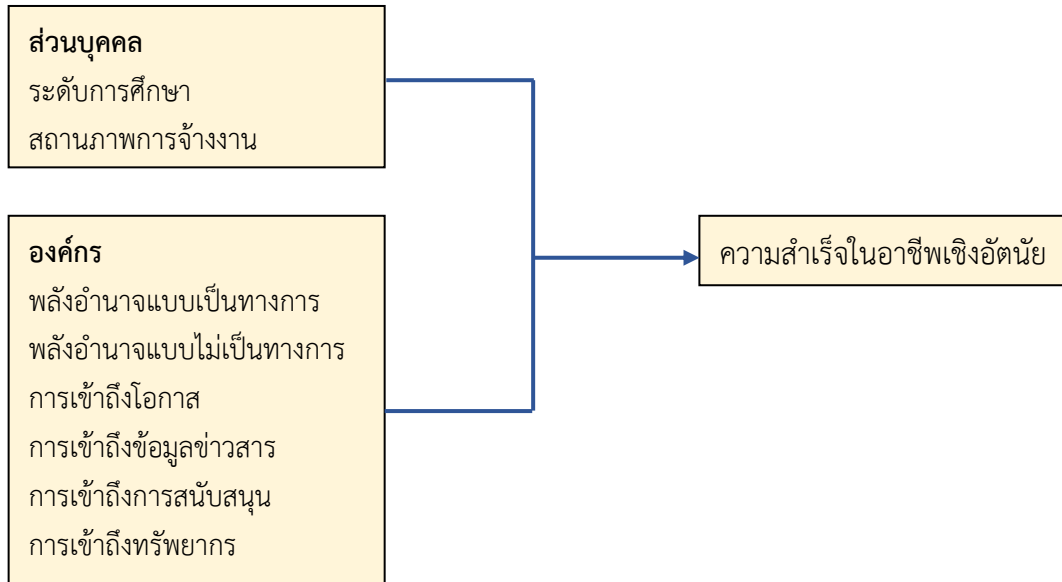 ส่วนบุคคล
ระดับการศึกษา
สถานภาพการจ้างงาน
องค์กร
พลังอำนาจแบบเป็นทางการ
พลังอำนาจแบบไม่เป็นทางการ
การเข้าถึงโอกาส
การเข้าถึงข้อมูลข่าวสาร
การเข้าถึงการสนับสนุน
การเข้าถึงทรัพยากร
ความสำเร็จในอาชีพเชิงอัตนัย